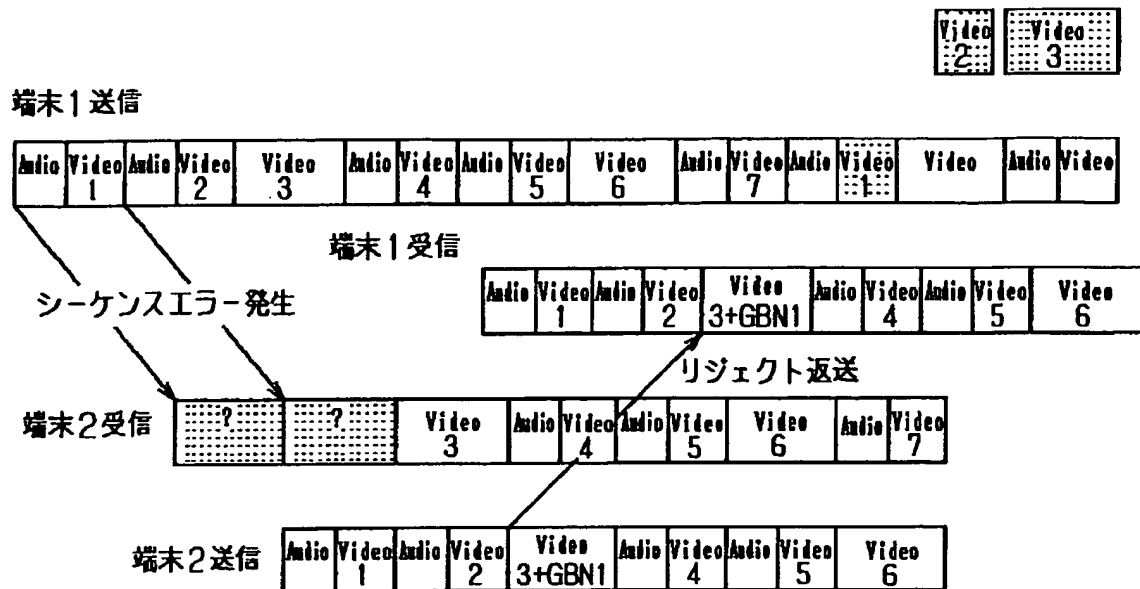 Video Video
2 3
端末1送信
Audio Video Audio Video Video Audio Video Audio Video Video Audio Video Audio Video Video Audio Video
1 2 3 4 5 6 7 1
端末1受信
Audio Video Audio Video Video Audio Video Audio Video Video
1 2 3+GBN1 4 5 6
シーケンスエラー発生
リジェクト返送
端末2受信
? ? Video Audio Video Audio Video Video Audio Video
3 4 5 6 7
端末2送信
Audio Video Audio Video Video Audio Video Audio Video Video
1 2 3+GBN1 4 5 6